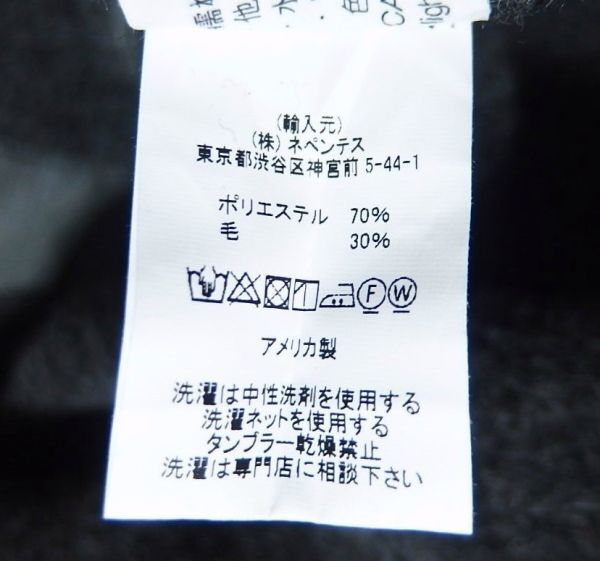 (輸入元)
(株) ネペンテス
東京都渋谷区神宮前 5-44-1
ポリエステル 70%
毛 30%
F W
アメリカ製
洗濯は中性洗剤を使用する
洗濯ネットを使用する
タンブラー乾燥禁止
洗濯は専門店に相談下さい